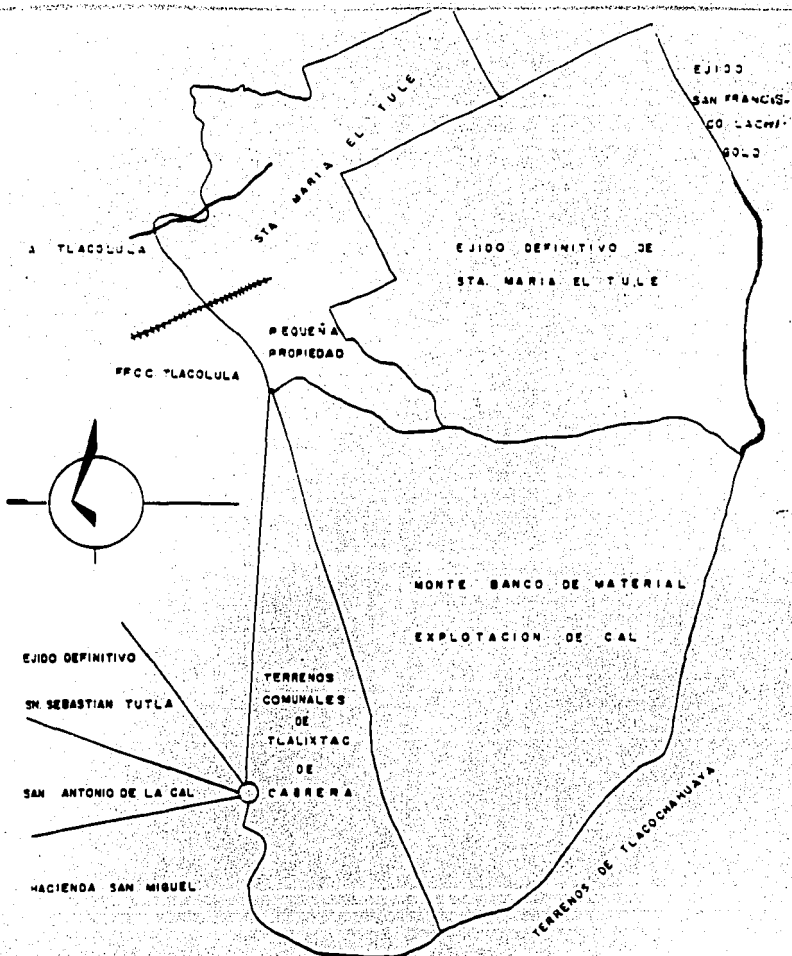 EJIDO
SAN FRANCIS-
CO LACHI-
GOLO
STA. MARIA EL TULE
A TLACOLULA
EJIDO DEFINITIVO DE
STA. MARIA EL TULE
PEQUEÑA
PROPIEDAD
FFCC TLACOLULA
MONTE BANCO DE MATERIAL
EXPLOTACION DE CAL
EJIDO DEFINITIVO
SN. SEBASTIAN TUTLA
SAN ANTONIO DE LA CAL
HACIENDA SAN MIGUEL
TERRENOS
COMUNALES
DE
TLALIXTAC
DE
CABRERA
TERRENOS DE TLACOCHAHUAYA